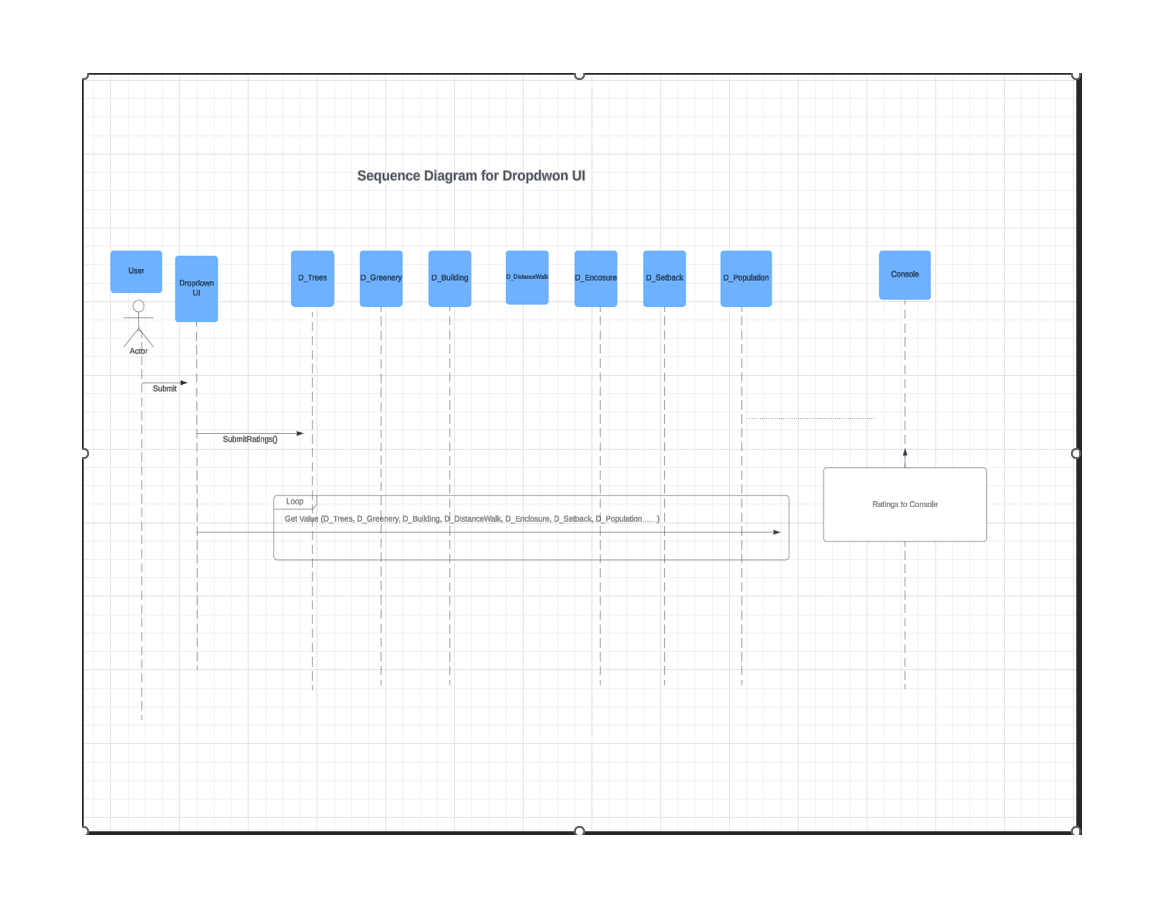 Sequence Diagram for Dropdwon UI
User
Dropdown
UI
D_Trees
D_Greenery
D_Building
D_DistanceWalk
D_Encosure
D_Setback
D_Population
Console
Actor
Submit
SubmitRatings()
Loop
Get Value (D_Trees, D_Greenery, D_Building, D_DistanceWalk, D_Enclosure, D_Setback, D_Population......)
Ratings to Console